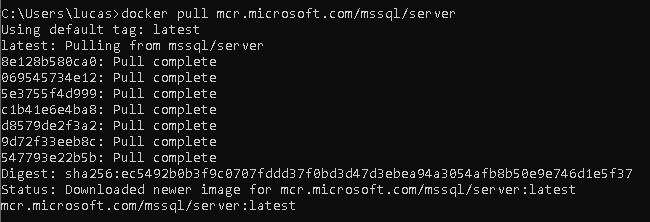 C:\Users\lucas>docker pull mcr.microsoft.com/mssql/server
Using default tag: latest
latest: Pulling from mssql/server
8e128b580ca0: Pull complete
069545734e12: Pull complete
5e3755f4d999: Pull complete
c1b41e6e4ba8: Pull complete
d8579de2f3a2: Pull complete
9d72f33eeb8c: Pull complete
547793e22b5b: Pull complete
Digest: sha256:ec5492b0b3f9c0707fddd37f0bd3d47d3ebea94a3054afb8b50e9e746d1e5f37
Status: Downloaded newer image for mcr.microsoft.com/mssql/server:latest
mcr.microsoft.com/mssql/server:latest